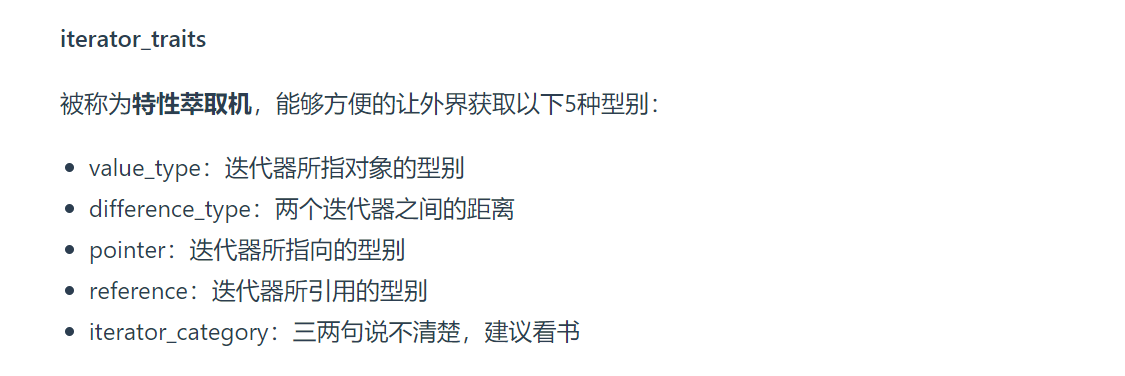 iterator_traits
被称为特性萃取机，能够方便的让外界获取以下5种型别：
• value_type：迭代器所指对象的型别
• difference_type：两个迭代器之间的距离
• pointer：迭代器所指向的型别
• reference：迭代器所引用的型别
• iterator_category：三两句说不清楚，建议看书